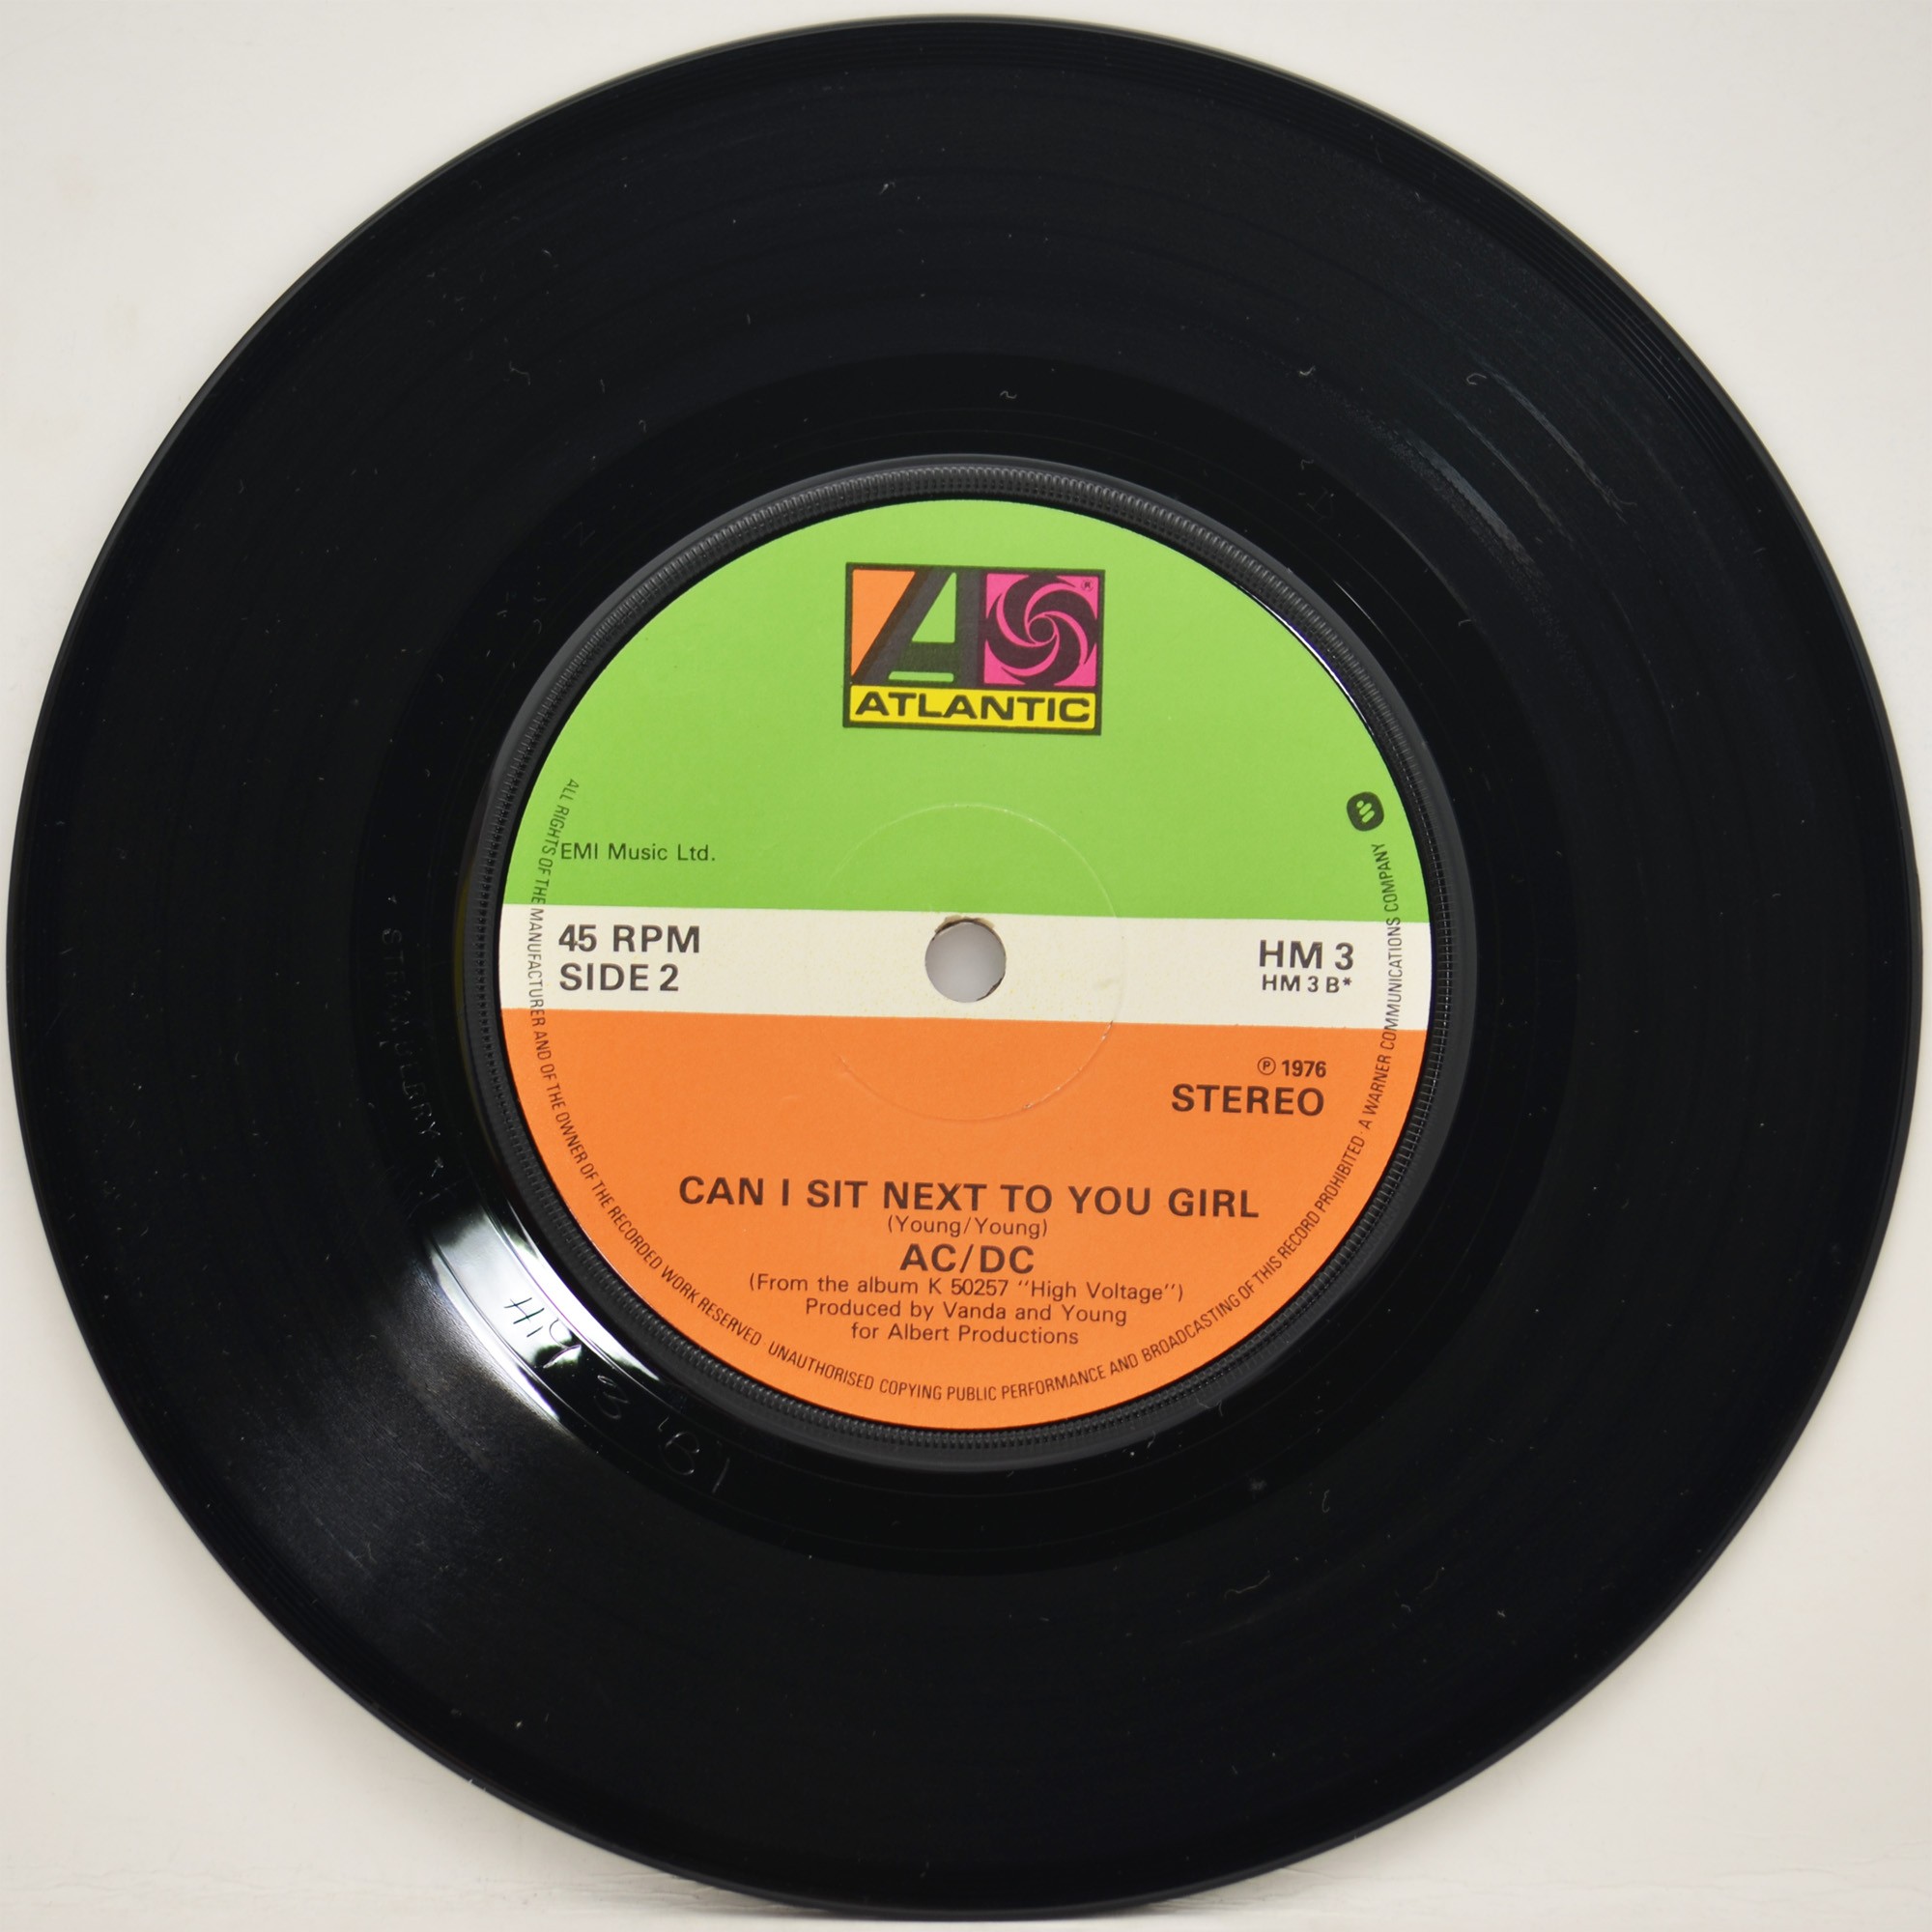 ATLANTIC
®
EMI Music Ltd.
45 RPM
SIDE 2
HM 3
HM 3 B*
℗ 1976
STEREO
CAN I SIT NEXT TO YOU GIRL
(Young/Young)
AC/DC
(From the album K 50257 "High Voltage")
Produced by Vanda and Young
for Albert Productions
ALL RIGHTS OF THE MANUFACTURER AND OF THE OWNER OF THE RECORDED WORK RESERVED · UNAUTHORISED COPYING PUBLIC PERFORMANCE AND BROADCASTING OF THIS RECORD PROHIBITED · A WARNER COMMUNICATIONS COMPANY
STRAWBERRY